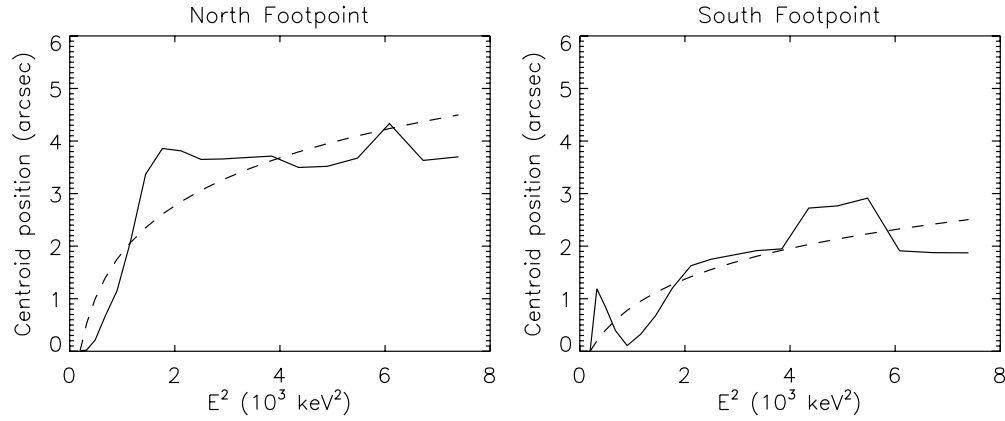 North Footpoint
Centroid position (arcsec)
6
5
4
3
2
1
0
0 2 4 6 8
E² (10³ keV²)
South Footpoint
Centroid position (arcsec)
6
5
4
3
2
1
0
0 2 4 6 8
E² (10³ keV²)